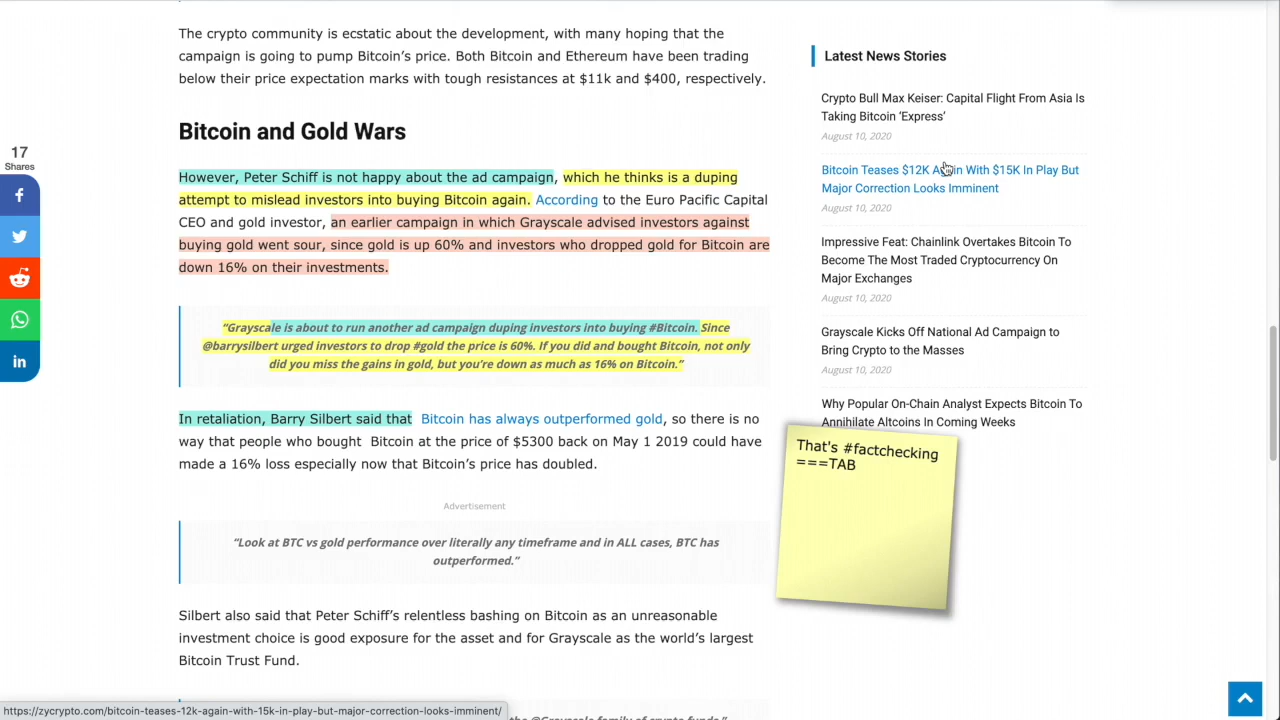 The crypto community is ecstatic about the development, with many hoping that the
campaign is going to pump Bitcoin's price. Both Bitcoin and Ethereum have been trading
below their price expectation marks with tough resistances at $11k and $400, respectively.
Bitcoin and Gold Wars
However, Peter Schiff is not happy about the ad campaign, which he thinks is a duping
attempt to mislead investors into buying Bitcoin again. According to the Euro Pacific Capital
CEO and gold investor, an earlier campaign in which Grayscale advised investors against
buying gold went sour, since gold is up 60% and investors who dropped gold for Bitcoin are
down 16% on their investments.
“Grayscale is about to run another ad campaign duping investors into buying #Bitcoin. Since
@barrysilbert urged investors to drop #gold the price is 60%. If you did and bought Bitcoin, not only
did you miss the gains in gold, but you’re down as much as 16% on Bitcoin.”
In retaliation, Barry Silbert said that Bitcoin has always outperformed gold, so there is no
way that people who bought Bitcoin at the price of $5300 back on May 1 2019 could have
made a 16% loss especially now that Bitcoin’s price has doubled.
Advertisement
“Look at BTC vs gold performance over literally any timeframe and in ALL cases, BTC has
outperformed.”
Silbert also said that Peter Schiff’s relentless bashing on Bitcoin as an unreasonable
investment choice is good exposure for the asset and for Grayscale as the world’s largest
Bitcoin Trust Fund.
the @Grayscale family of crypto funds.”
17
Shares
Latest News Stories
Crypto Bull Max Keiser: Capital Flight From Asia Is
Taking Bitcoin ‘Express’
August 10, 2020
Bitcoin Teases $12K Again With $15K In Play But
Major Correction Looks Imminent
August 10, 2020
Impressive Feat: Chainlink Overtakes Bitcoin To
Become The Most Traded Cryptocurrency On
Major Exchanges
August 10, 2020
Grayscale Kicks Off National Ad Campaign to
Bring Crypto to the Masses
August 10, 2020
Why Popular On-Chain Analyst Expects Bitcoin To
Annihilate Altcoins In Coming Weeks
That's #factchecking
===TAB
https://zycrypto.com/bitcoin-teases-12k-again-with-15k-in-play-but-major-correction-looks-imminent/